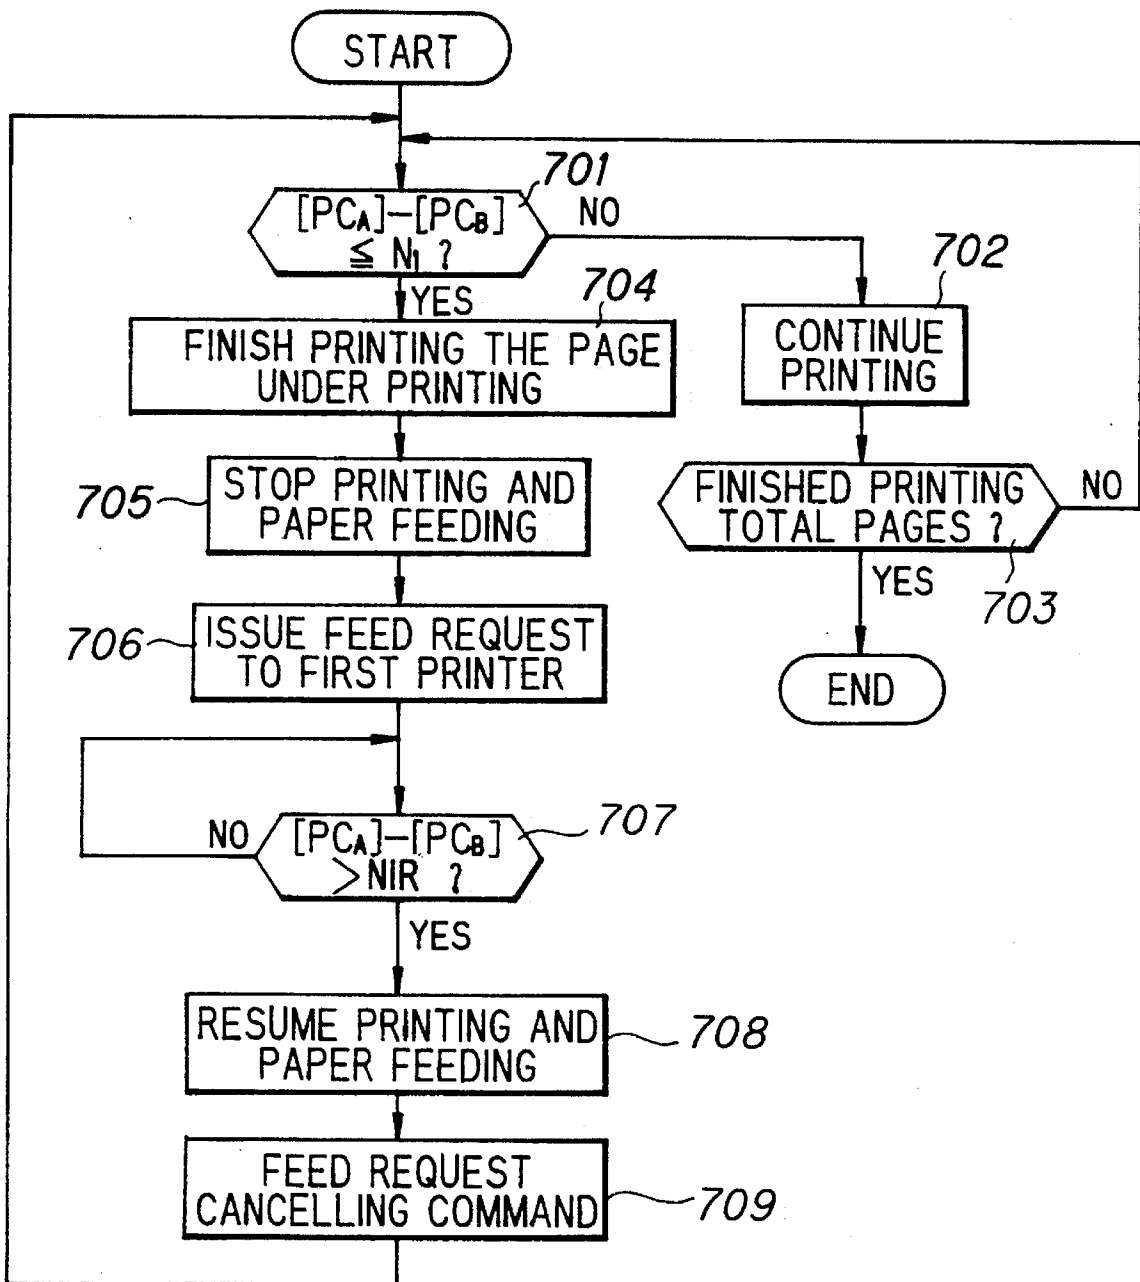 START
701
[PCA]–[PCB]
≦ N1 ?
NO
YES
704
702
FINISH PRINTING THE PAGE
UNDER PRINTING
CONTINUE
PRINTING
705
STOP PRINTING AND
PAPER FEEDING
FINISHED PRINTING
TOTAL PAGES ?
NO
YES
703
706
ISSUE FEED REQUEST
TO FIRST PRINTER
END
NO
[PCA]–[PCB]
>NIR ?
707
YES
RESUME PRINTING AND
PAPER FEEDING
708
FEED REQUEST
CANCELLING COMMAND
709